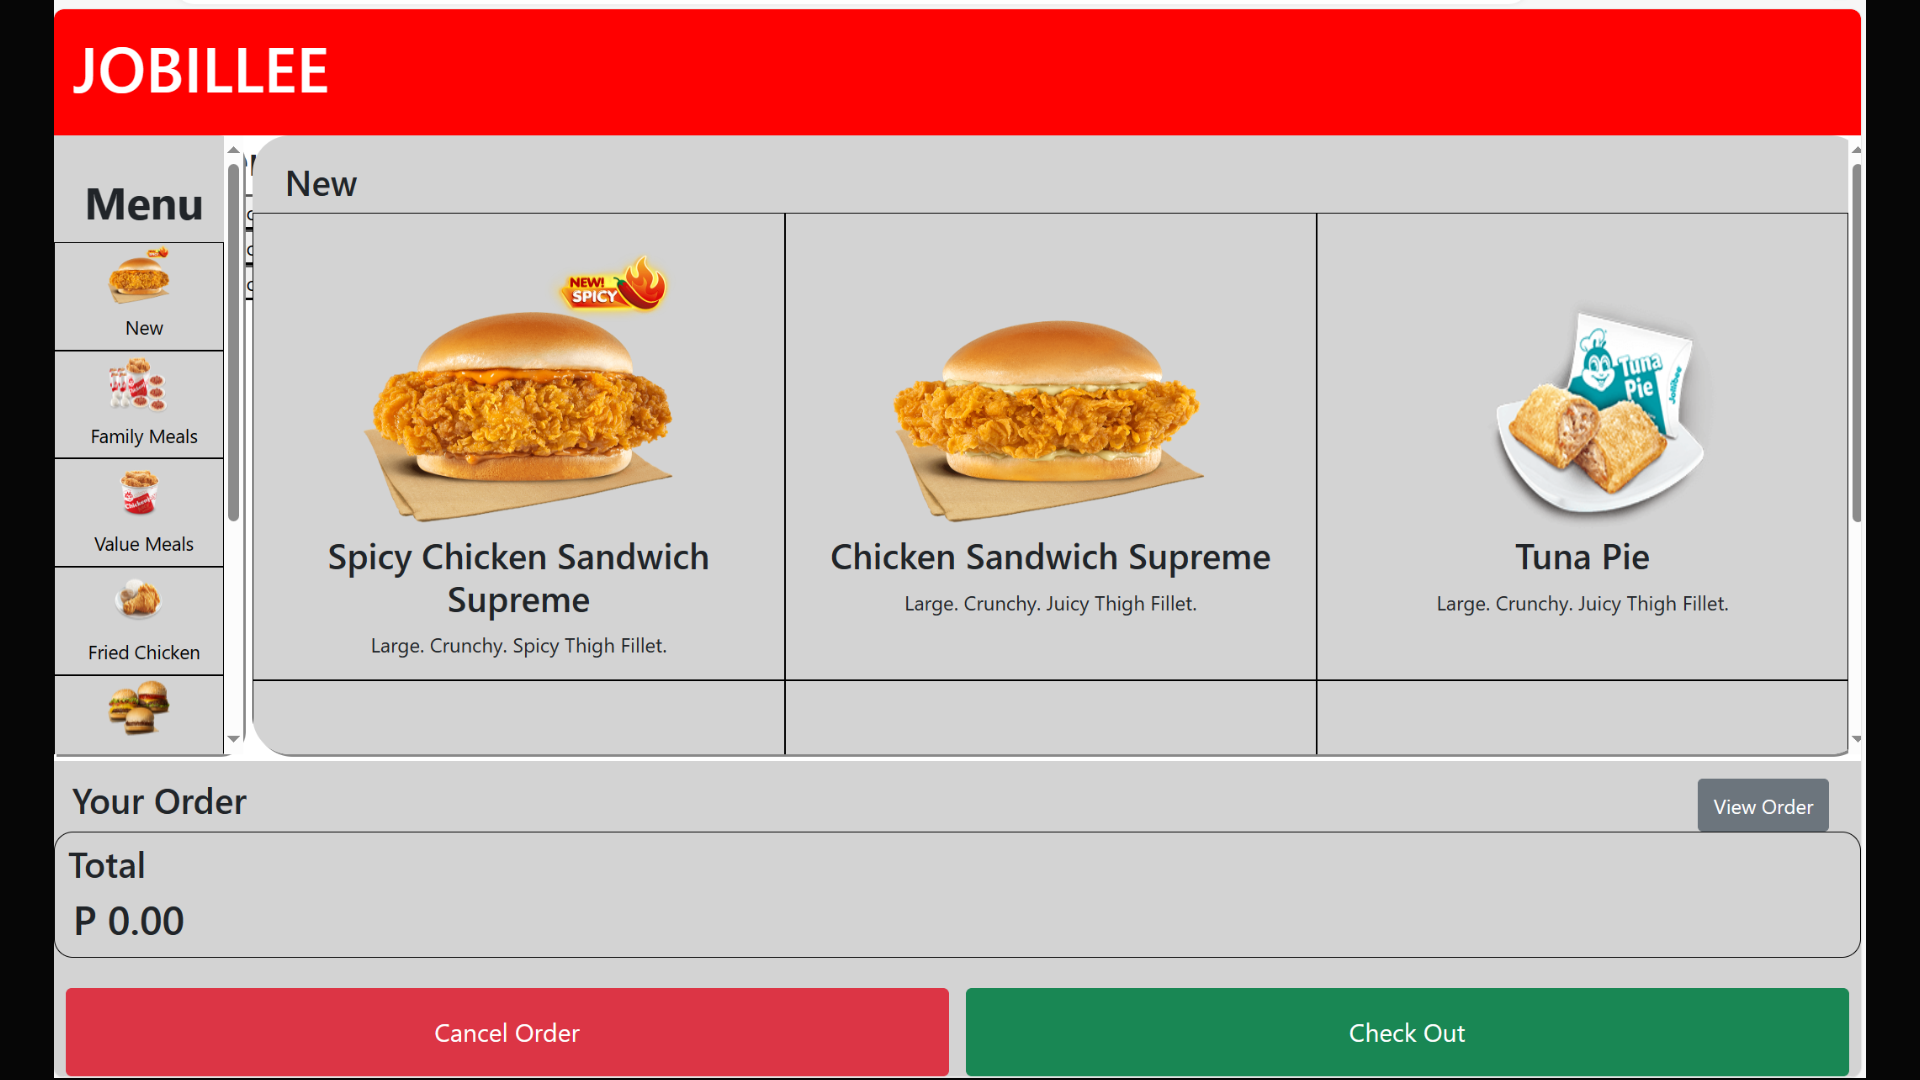 JOBILLEE
Menu
New
Family Meals
Value Meals
Fried Chicken
New
NEW!
SPICY
Spicy Chicken Sandwich
Supreme
Large. Crunchy. Spicy Thigh Fillet.
Chicken Sandwich Supreme
Large. Crunchy. Juicy Thigh Fillet.
Tuna
Pie
Jollibee
Tuna Pie
Large. Crunchy. Juicy Thigh Fillet.
Your Order
View Order
Total
P 0.00
Cancel Order
Check Out